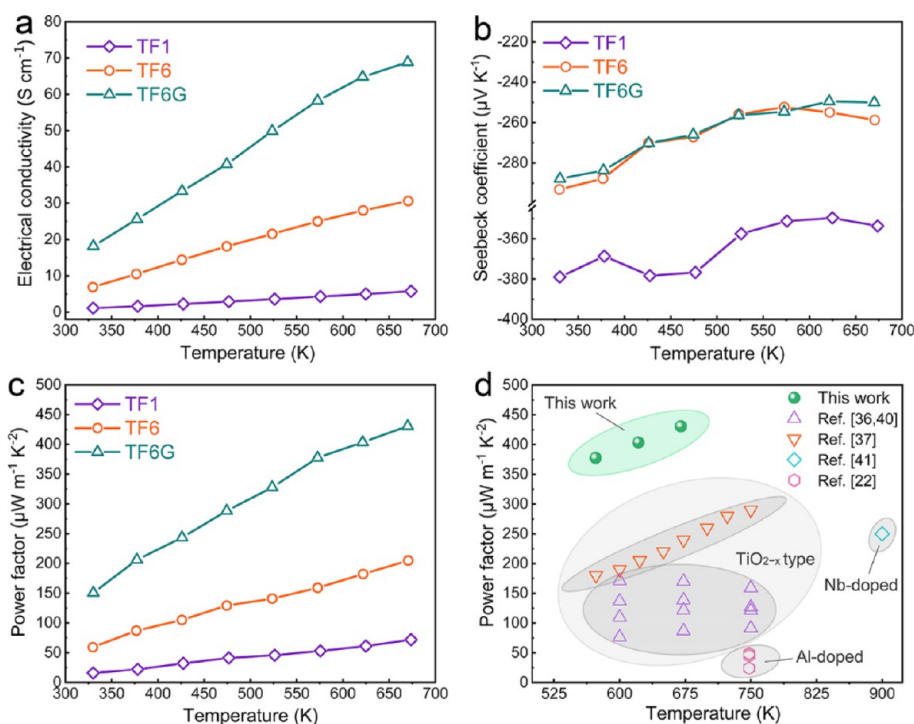 a
Electrical conductivity (S cm⁻¹)
80
70
60
50
40
30
20
10
0
TF1
TF6
TF6G
300 350 400 450 500 550 600 650 700
Temperature (K)
b
Seebeck coefficient (µV K⁻¹)
-220
-240
-260
-280
-360
-380
-400
TF1
TF6
TF6G
300 350 400 450 500 550 600 650 700
Temperature (K)
c
Power factor (µW m⁻¹ K⁻²)
500
450
400
350
300
250
200
150
100
50
0
TF1
TF6
TF6G
300 350 400 450 500 550 600 650 700
Temperature (K)
d
Power factor (µW m⁻¹ K⁻²)
500
450
400
350
300
250
200
150
100
50
0
This work
This work
Ref. [36,40]
Ref. [37]
Ref. [41]
Ref. [22]
TiO₂₋ₓ type
Nb-doped
Al-doped
525 600 675 750 825 900
Temperature (K)